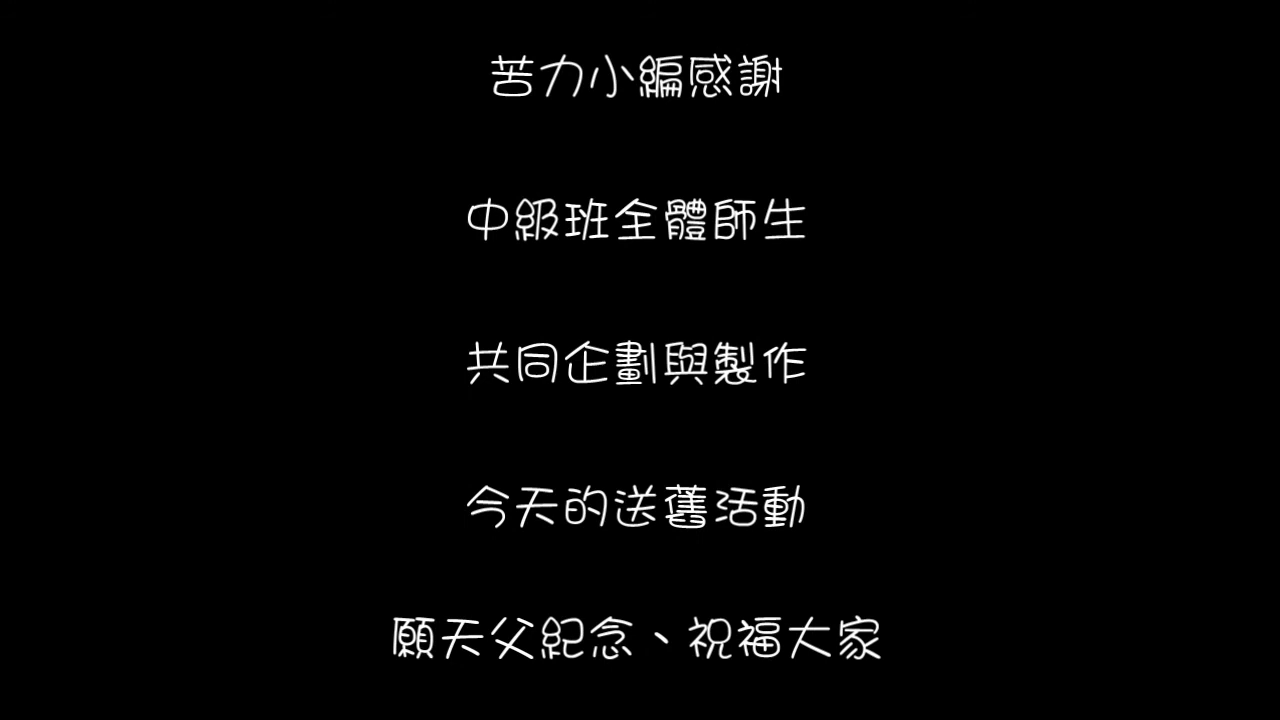 苦力小編感謝
中級班全體師生
共同企劃與製作
今天的送舊活動
願天父紀念、祝福大家